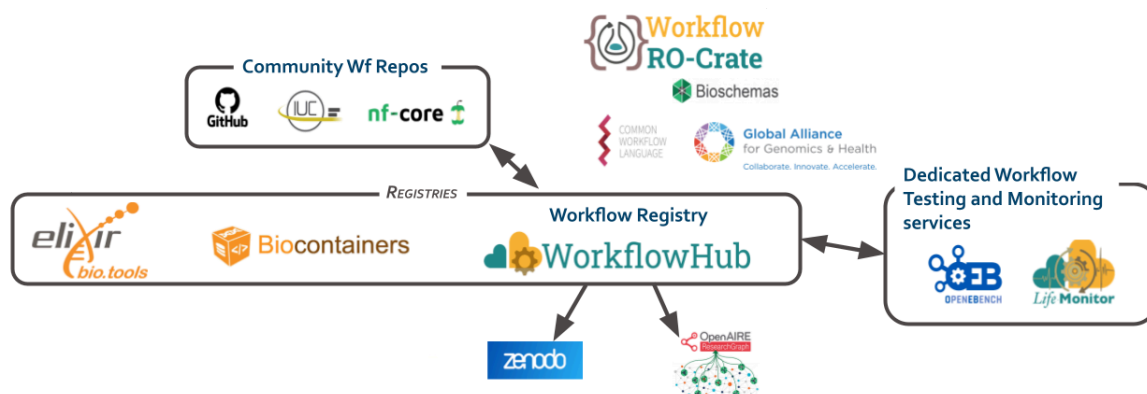 Workflow
RO-Crate
Bioschemas
Community Wf Repos
GitHub
IUC
nf-core
COMMON
WORKFLOW
LANGUAGE
Global Alliance
for Genomics & Health
Collaborate. Innovate. Accelerate.
REGISTRIES
elixir
bio.tools
Biocontainers
Workflow Registry
WorkflowHub
Dedicated Workflow
Testing and Monitoring
services
EB
OPENEBENCH
Life Monitor
zenodo
OpenAIRE
ResearchGraph